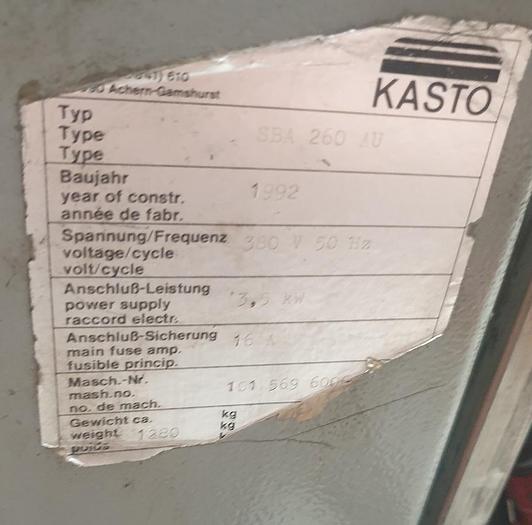 KASTO
Achern-Gamshurst
Typ
Type SBA 260 AU
Type
Baujahr
year of constr. 1992
année de fabr.
Spannung/Frequenz
voltage/cycle 380 V 50 Hz
volt/cycle
Anschluß-Leistung
power supply 3,5 kW
raccord electr.
Anschluß-Sicherung
main fuse amp. 16 A
fusible princip.
Masch.-Nr.
mash.no. 161 569
no. de mach.
Gewicht ca. kg
weight 1280 kg
poids